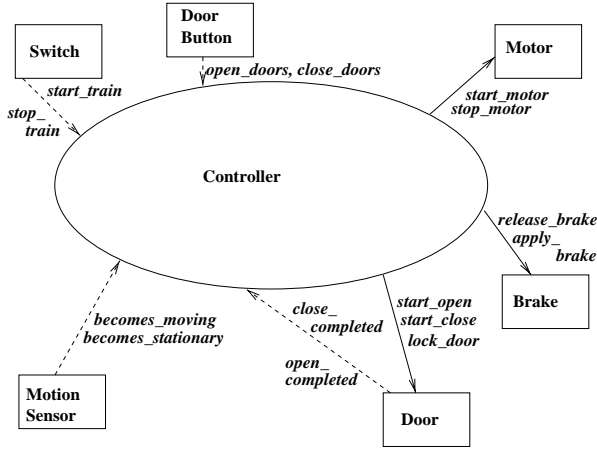 Door
Button
Switch
Motor
open_doors, close_doors
start_train
stop_
train
start_motor
stop_motor
Controller
release_brake
apply_
brake
Brake
start_open
start_close
lock_door
close_
completed
becomes_moving
becomes_stationary
open_
completed
Motion
Sensor
Door